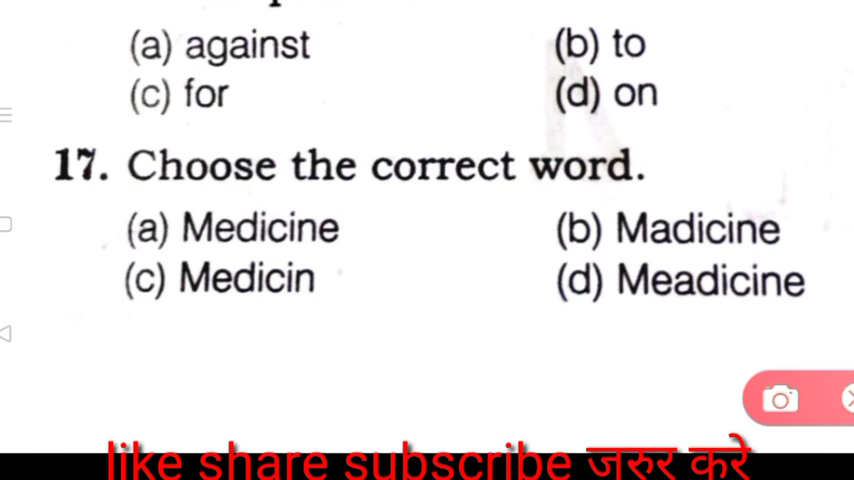 (a) against (b) to
(c) for (d) on
17. Choose the correct word.
(a) Medicine (b) Madicine
(c) Medicin (d) Meadicine
like share subscribe जरुर करे